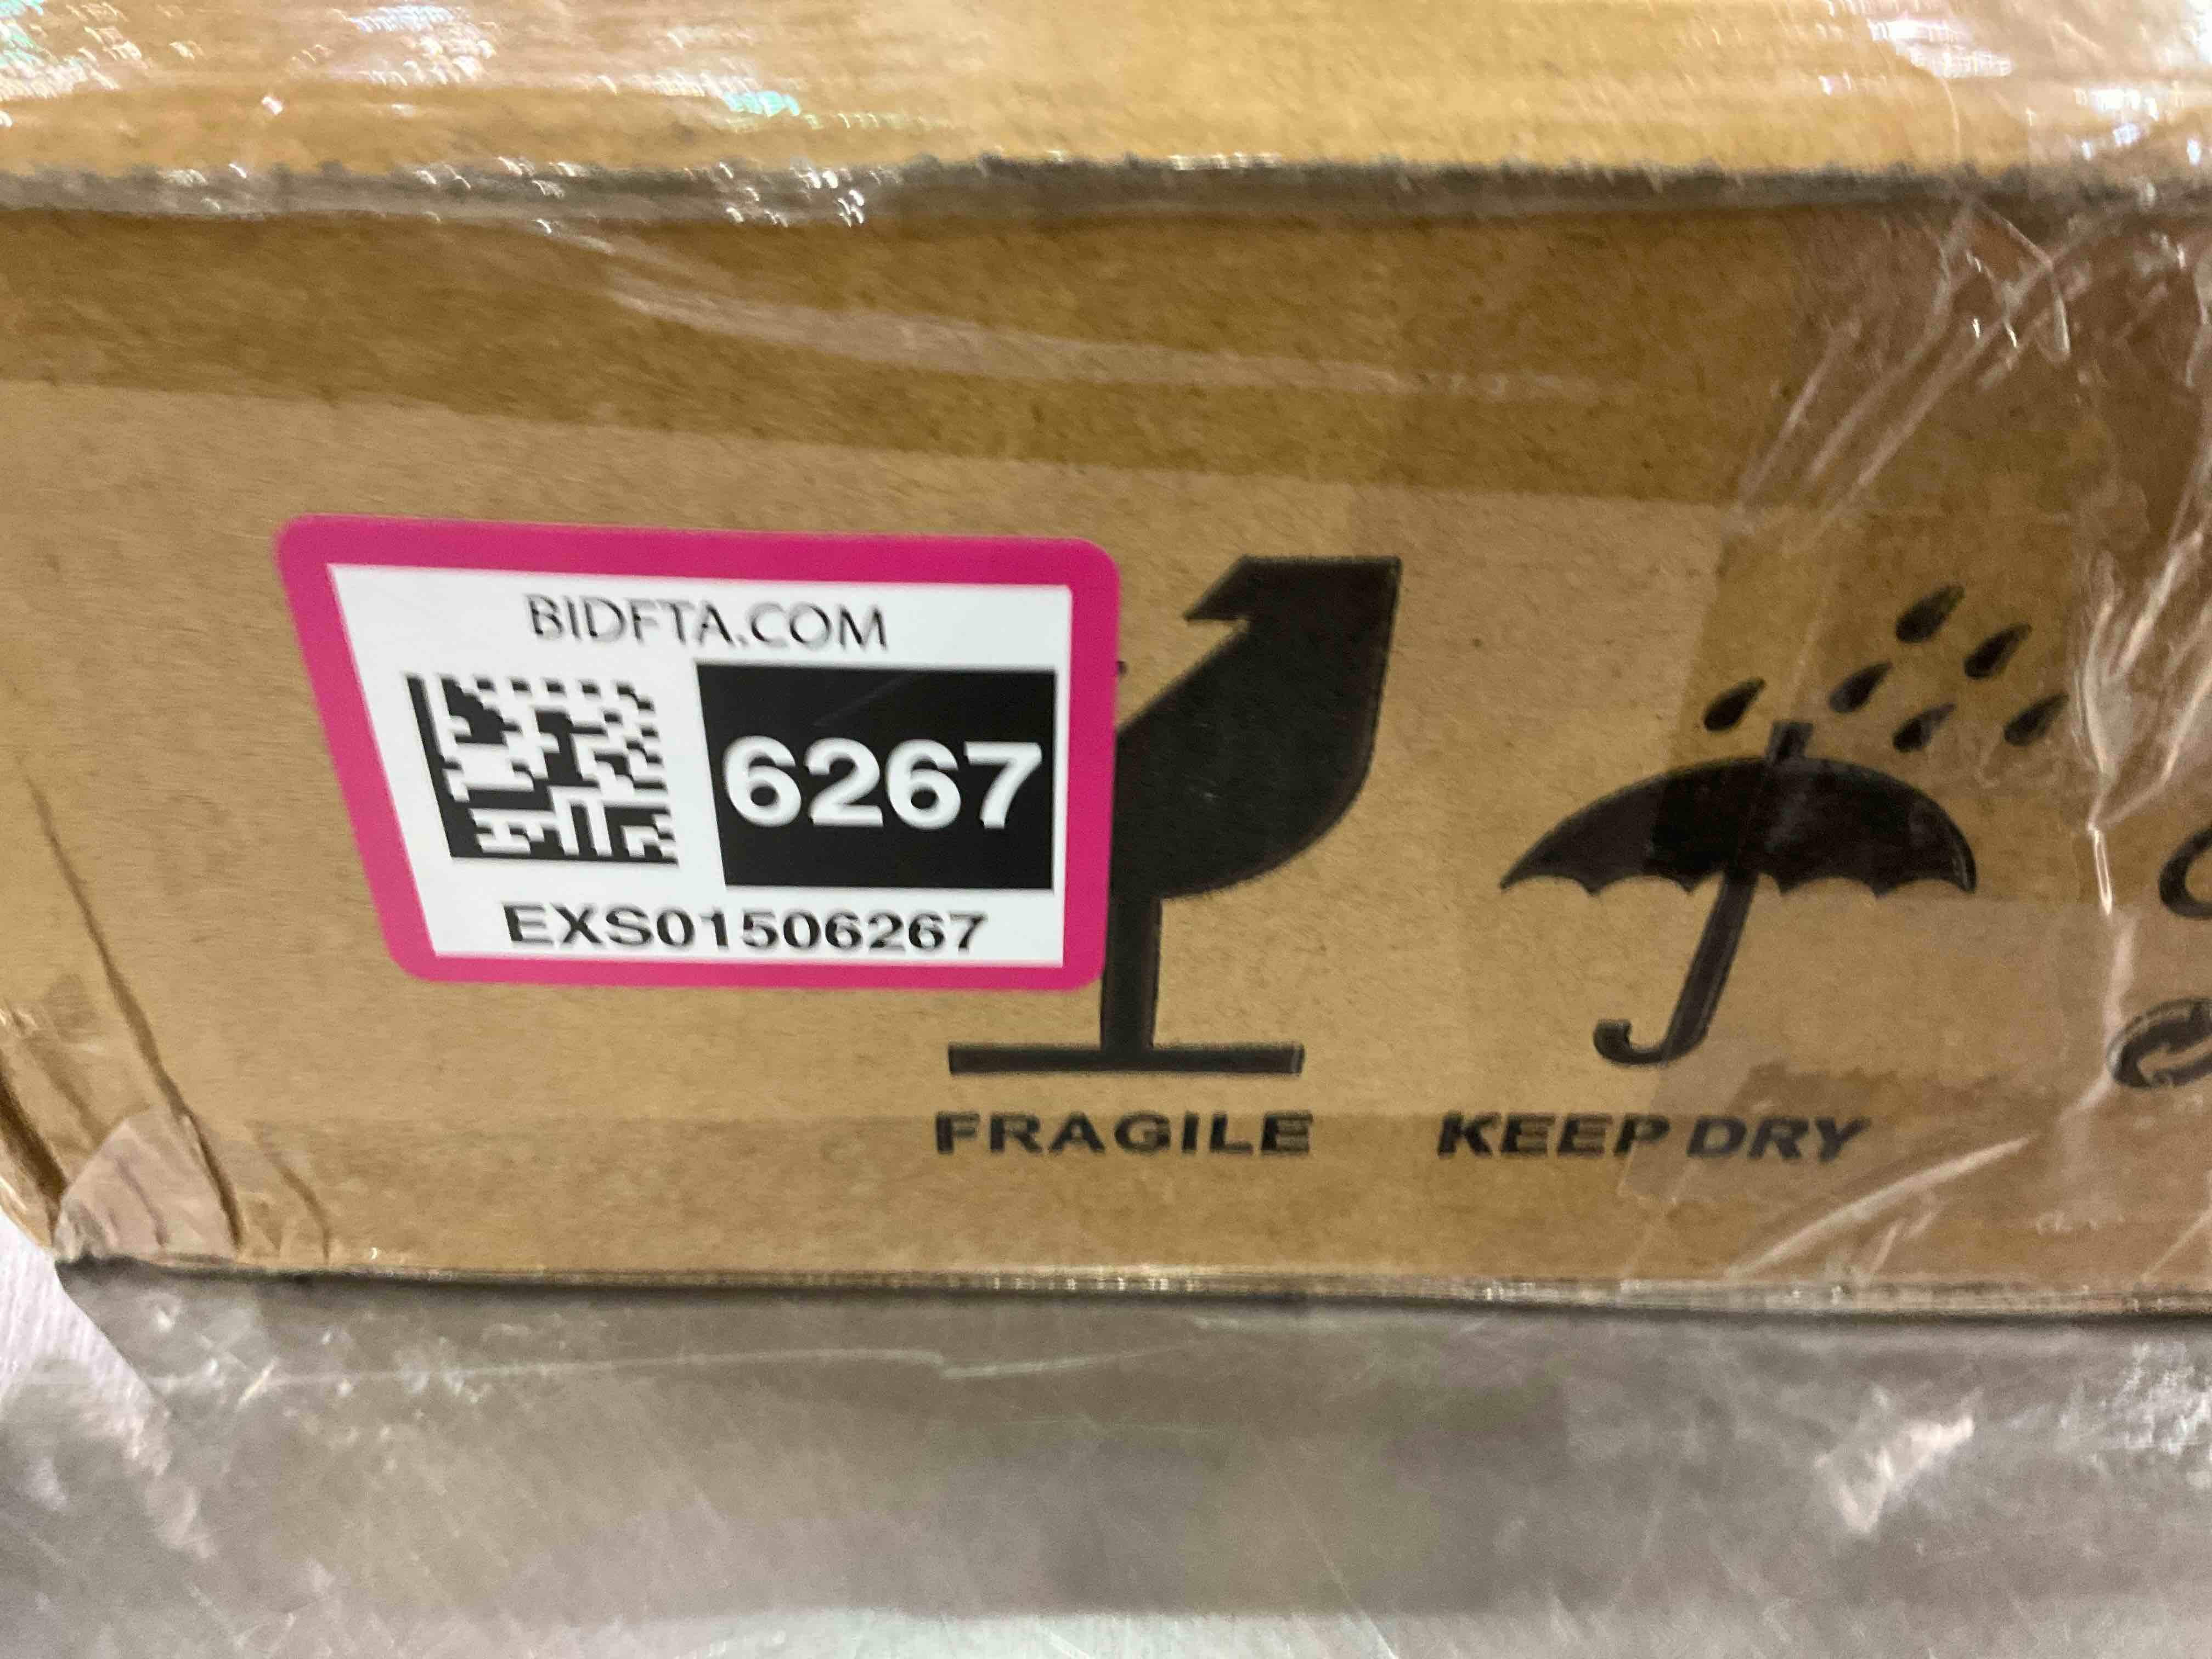 BIDFTA.COM
6267
EXS01506267
FRAGILE
KEEP DRY